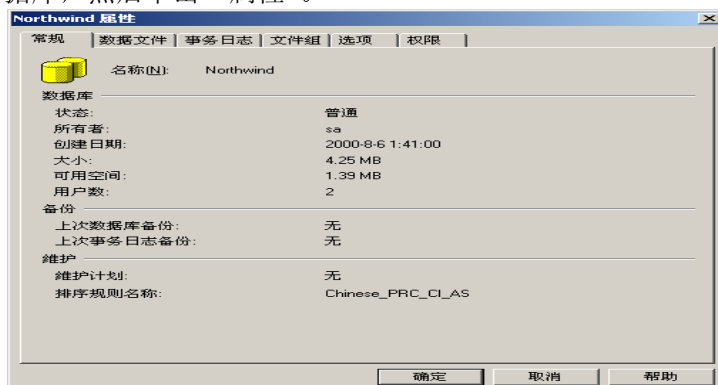 Northwind 属性
常规 数据文件 事务日志 文件组 选项 权限
名称(N): Northwind
数据库
状态: 普通
所有者: sa
创建日期: 2000-8-6 1:41:00
大小: 4.25 MB
可用空间: 1.39 MB
用户数: 2
备份
上次数据库备份: 无
上次事务日志备份: 无
维护
维护计划: 无
排序规则名称: Chinese_PRC_CI_AS
确定 取消 帮助